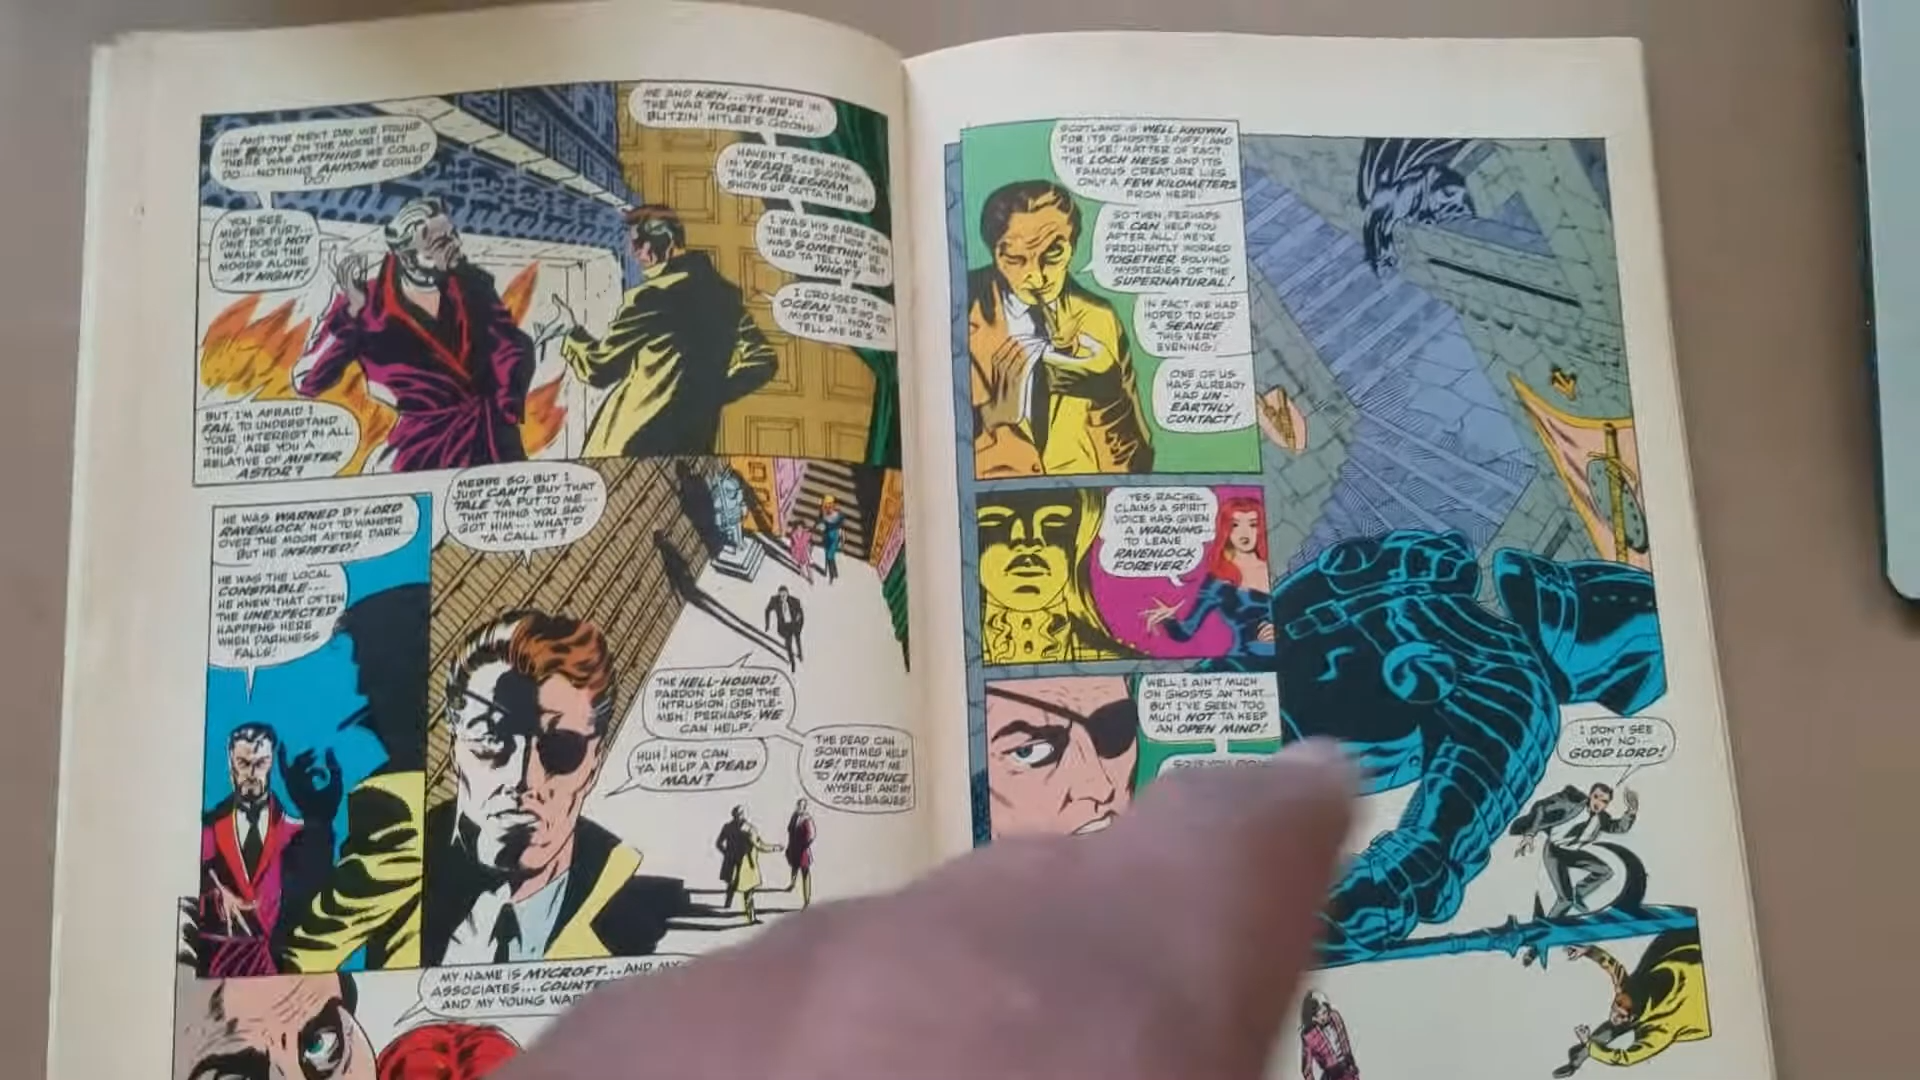 ...AND THE NEXT DAY WE FOUND
HIS BODY ON THE MOOR! BUT
THERE WAS NOTHING WE COULD
DO...NOTHING ANYONE COULD
DO!
YOU SEE,
MISTER FURY...
ONE DOES NOT
WALK ON THE
MOORS ALONE
AT NIGHT!
ME AND KEN...WE WERE IN
THE WAR TOGETHER...
BLITZIN' HITLER'S GOONS!
HAVEN'T SEEN HIM
IN YEARS...SUDDENLY
THIS CABLEGRAM
SHOWS UP OUTTA THE BLUE!
I WAS HIS SARGE IN
THE BIG ONE! NOW THERE
WAS SOMETHIN' HE
HAD TA TELL ME...BUT
WHAT?
I CROSSED THE
OCEAN TA FIND OUT
MISTER...NOW YA
TELL ME HE'S...
BUT, I'M AFRAID I
FAIL TO UNDERSTAND
YOUR INTEREST IN ALL
THIS! ARE YOU A
RELATIVE OF MISTER
ASTOR?
HE WAS WARNED BY LORD
RAVENLOCK NOT TO WANDER
OVER THE MOOR AFTER DARK...
BUT HE INSISTED!
HE WAS THE LOCAL
CONSTABLE...
HE KNEW THAT OFTEN
THE UNEXPECTED
HAPPENS HERE
WHEN DARKNESS
FALLS!
MEBBE SO, BUT I
JUST CAN'T BUY THAT
TALE YA PUT TO ME...
THAT THING YOU SAY
GOT HIM...WHAT'D
YA CALL IT?
THE HELL-HOUND!
PARDON US FOR THE
INTRUSION, GENTLE-
MEN! PERHAPS, WE
CAN HELP!
HUH! HOW CAN
YA HELP A DEAD
MAN?
THE DEAD CAN
SOMETIMES HELP
US! PERMIT ME
TO INTRODUCE
MYSELF AND MY
COLLEAGUES!
MY NAME IS MYCROFT...AND MY
ASSOCIATES...
AND MY YOUNG
SCOTLAND IS WELL KNOWN
FOR ITS GHOSTS, FURY! AND
THE LIKE! MATTER OF FACT,
THE LOCH NESS AND ITS
FAMOUS CREATURE LIES
ONLY A FEW KILOMETERS
FROM HERE.
SO THEN, PERHAPS
WE CAN HELP YOU
AFTER ALL! WE'VE
FREQUENTLY WORKED
TOGETHER SOLVING
MYSTERIES OF THE
SUPERNATURAL!
IN FACT, WE HAD
HOPED TO HOLD
A SEANCE
THIS VERY
EVENING!
ONE OF US
HAS ALREADY
HAD UN-
EARTHLY
CONTACT!
YES, RACHEL
CLAIMS A SPIRIT
VOICE HAS GIVEN
A WARNING...
TO LEAVE
RAVENLOCK
FOREVER!
WELL, I AIN'T MUCH
ON GHOSTS AN' THAT...
BUT I'VE SEEN TOO
MUCH NOT TA KEEP
AN OPEN MIND!
I DON'T SEE
WHY NO--
GOOD LORD!